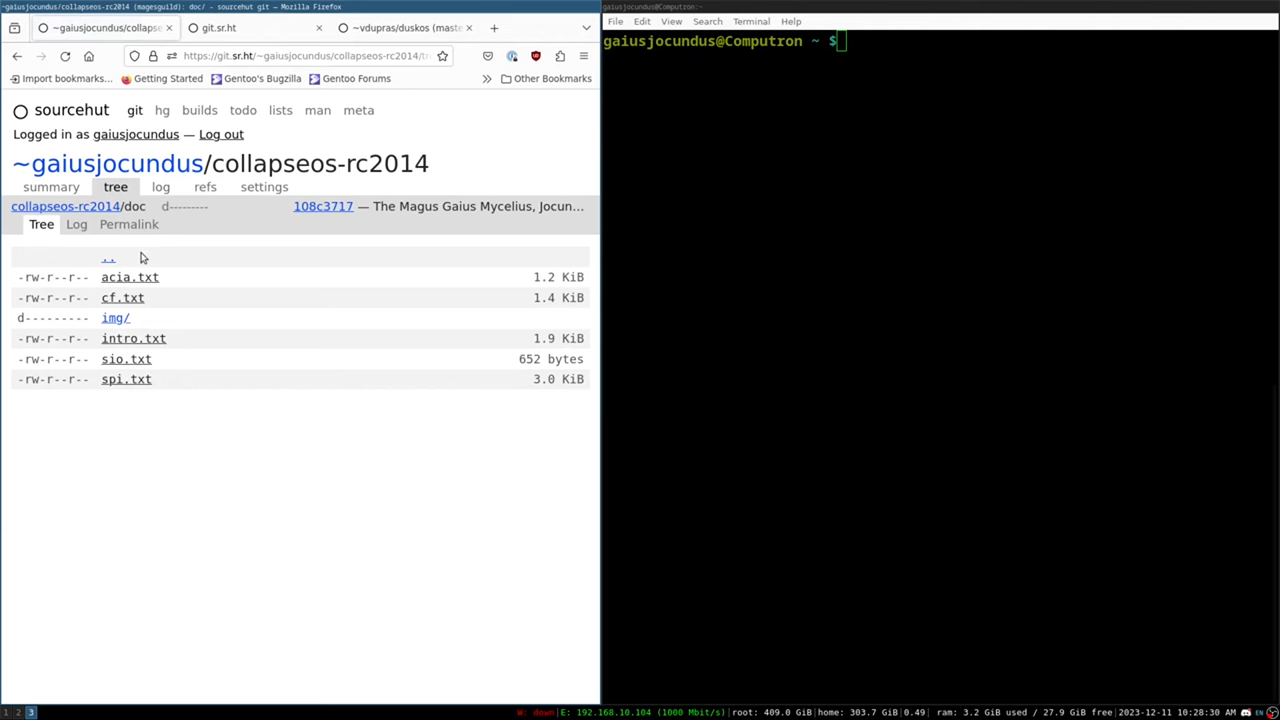 ~gaiusjocundus/collapseos-rc2014 (magesguild): doc/ - sourcehut git — Mozilla Firefox
~gaiusjocundus/collapse
git.sr.ht
~vdupras/duskos (maste
https://git.sr.ht/~gaiusjocundus/collapseos-rc2014/tr
Import bookmarks...
Getting Started
Gentoo's Bugzilla
Gentoo Forums
Other Bookmarks
sourcehut git hg builds todo lists man meta
Logged in as gaiusjocundus — Log out
~gaiusjocundus/collapseos-rc2014
summary tree log refs settings
collapseos-rc2014/doc d--------- 108c3717 — The Magus Gaius Mycelius, Jocun...
Tree Log Permalink
..
-rw-r--r-- acia.txt 1.2 KiB
-rw-r--r-- cf.txt 1.4 KiB
d--------- img/
-rw-r--r-- intro.txt 1.9 KiB
-rw-r--r-- sio.txt 652 bytes
-rw-r--r-- spi.txt 3.0 KiB
gaiusjocundus@Computron:~
File Edit View Search Terminal Help
gaiusjocundus@Computron ~ $
1 2 3
W: down|E: 192.168.10.104 (1000 Mbit/s)|root: 409.0 GiB|home: 303.7 GiB|0.49 |ram: 3.2 GiB used / 27.9 GiB free|2023-12-11 10:28:30 AM
EN